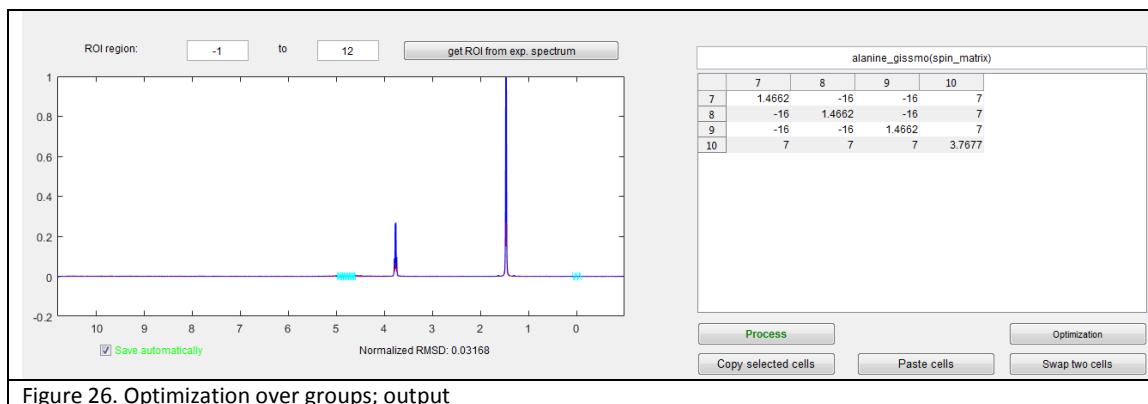 ROI region: -1 to 12 get ROI from exp. spectrum
1
0.8
0.6
0.4
0.2
0
-0.2
10 9 8 7 6 5 4 3 2 1 0
Save automatically Normalized RMSD: 0.03168
alanine_gissmo(spin_matrix)
7 8 9 10
7 1.4662 -16 -16 7
8 -16 1.4662 -16 7
9 -16 -16 1.4662 7
10 7 7 7 3.7677
Process Optimization
Copy selected cells Paste cells Swap two cells
Figure 26. Optimization over groups; output